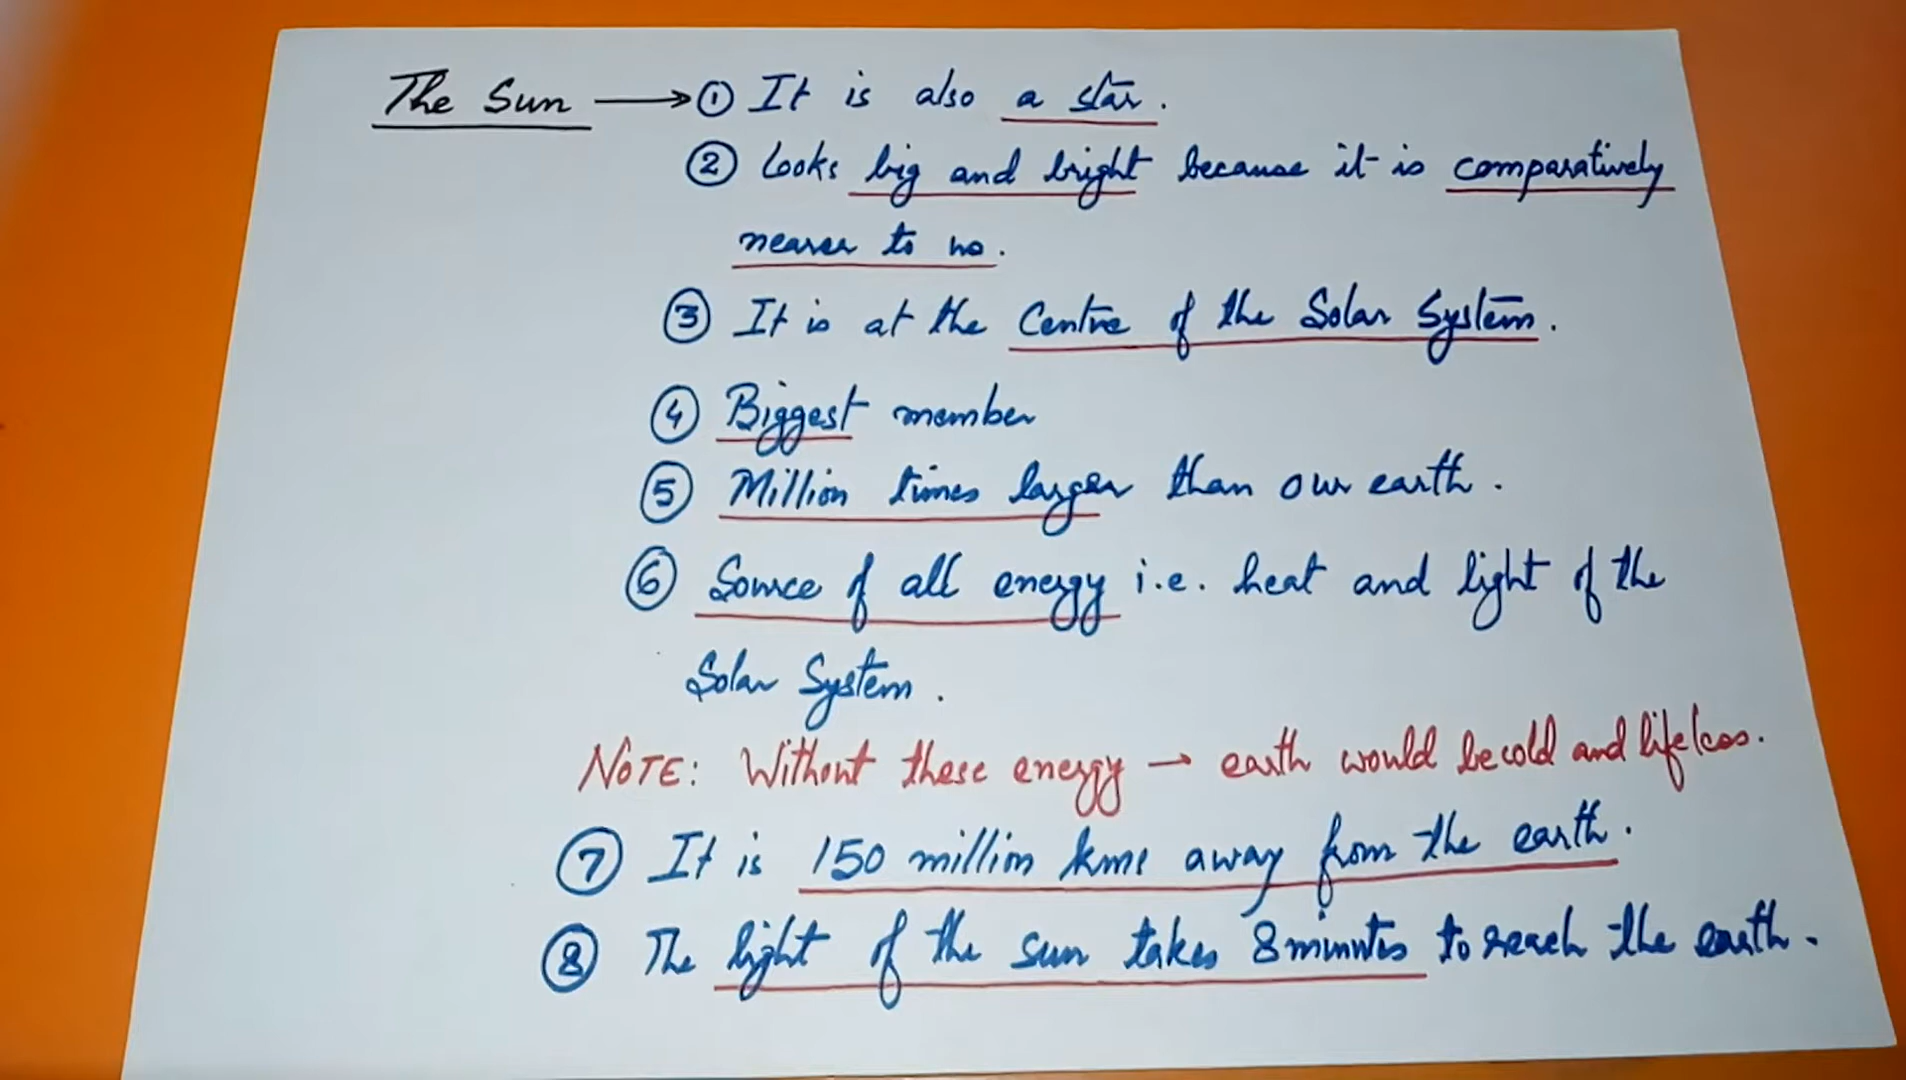 The Sun → ① It is also a star.
② Looks big and bright because it is comparatively
nearer to us.
③ It is at the Centre of the Solar System.
④ Biggest member
⑤ Million times larger than our earth.
⑥ Source of all energy i.e. heat and light of the
Solar System.
NOTE: Without these energy → earth would be cold and lifeless.
⑦ It is 150 million kms away from the earth.
⑧ The light of the sun takes 8 minutes to reach the earth.